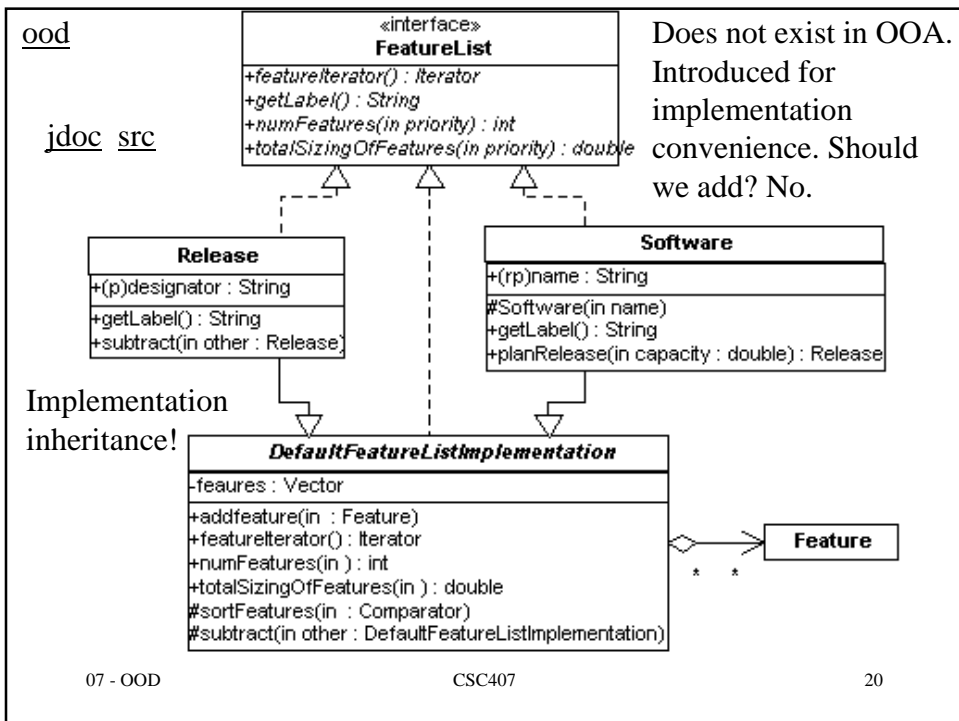 ood
«interface»
FeatureList
+featureIterator() : Iterator
+getLabel() : String
+numFeatures(in priority) : int
+totalSizingOfFeatures(in priority) : double
Does not exist in OOA.
Introduced for
implementation
convenience. Should
we add? No.
jdoc src
Release
+(p)designator : String
+getLabel() : String
+subtract(in other : Release)
Software
+(rp)name : String
#Software(in name)
+getLabel() : String
+planRelease(in capacity : double) : Release
Implementation
inheritance!
DefaultFeatureListImplementation
-feaures : Vector
+addfeature(in : Feature)
+featureIterator() : Iterator
+numFeatures(in ) : int
+totalSizingOfFeatures(in ) : double
#sortFeatures(in : Comparator)
#subtract(in other : DefaultFeatureListImplementation)
Feature
* *
07 - OOD CSC407 20